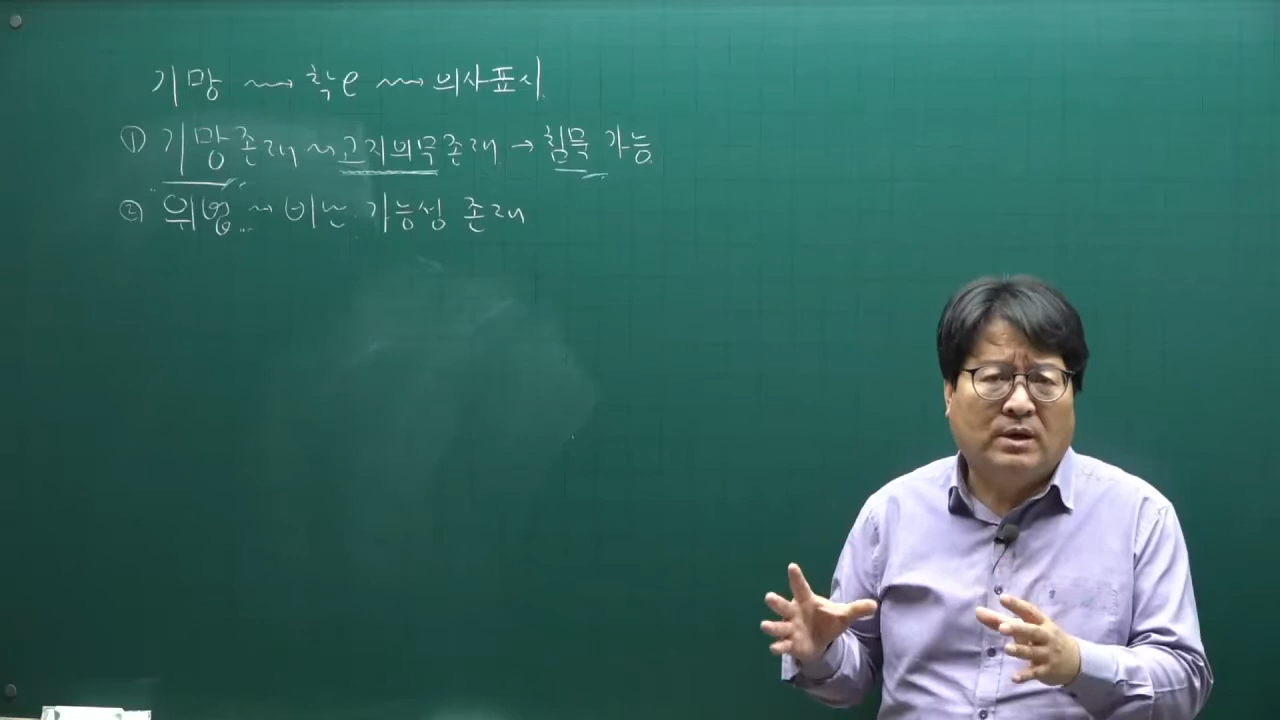 기망 ⟿ 착e ⟿ 의사표시
① 기망존재 ~ 고지의무존재 → 침묵 가능
② 위법 ~ 비난 가능성 존재